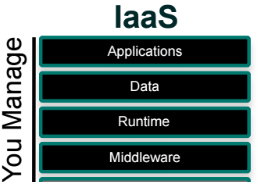 IaaS
You Manage
Applications
Data
Runtime
Middleware